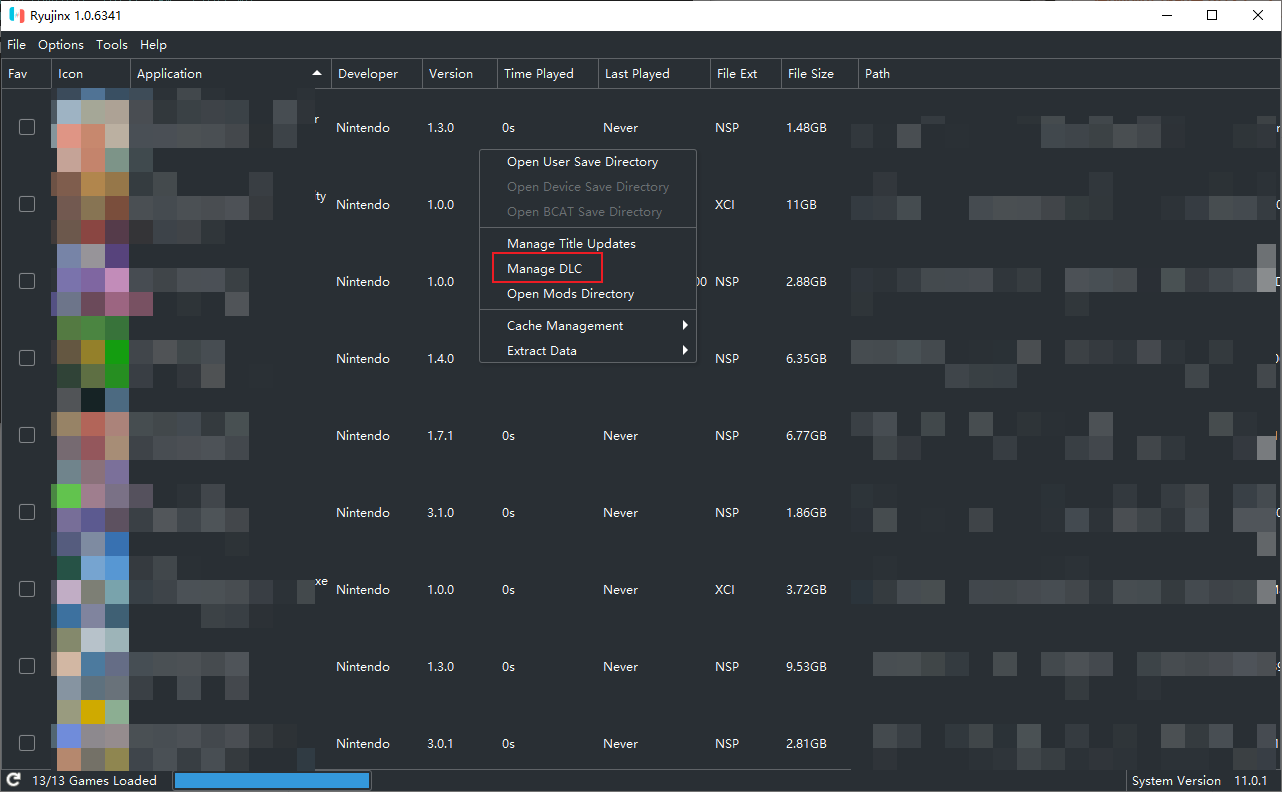 Ryujinx 1.0.6341
File Options Tools Help
Fav Icon Application Developer Version Time Played Last Played File Ext File Size Path
Nintendo 1.3.0 0s Never NSP 1.48GB
Open User Save Directory
Open Device Save Directory
Nintendo 1.0.0 XCI 11GB
Open BCAT Save Directory
Manage Title Updates
Manage DLC
Nintendo 1.0.0 NSP 2.88GB
Open Mods Directory
Cache Management
Extract Data
Nintendo 1.4.0 NSP 6.35GB
Nintendo 1.7.1 0s Never NSP 6.77GB
Nintendo 3.1.0 0s Never NSP 1.86GB
Nintendo 1.0.0 0s Never XCI 3.72GB
Nintendo 1.3.0 0s Never NSP 9.53GB
Nintendo 3.0.1 0s Never NSP 2.81GB
13/13 Games Loaded System Version 11.0.1